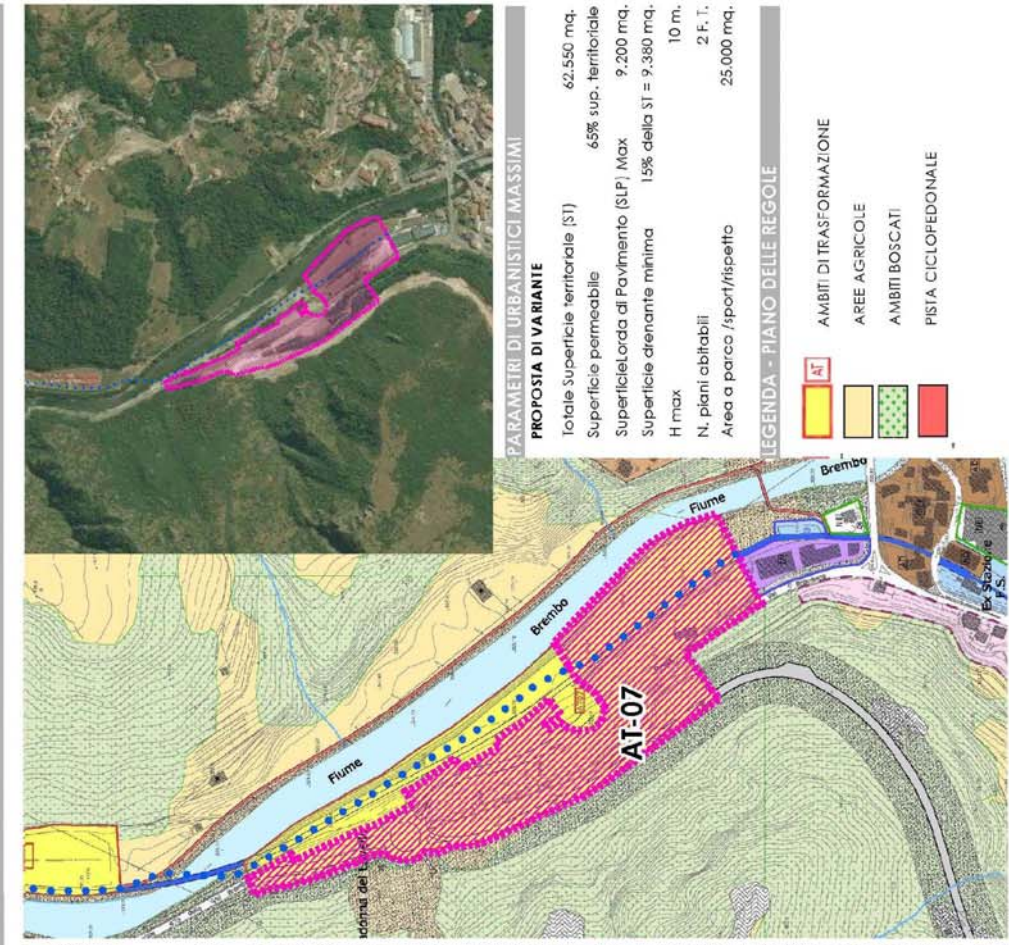 PARAMETRI DI URBANISTICI MASSIMI
PROPOSTA DI VARIANTE
Totale Superficie territoriale (ST) 62.550 mq.
Superficie permeabile 65% sup. territoriale
SuperficieLorda di Pavimento (SLP) Max 9.200 mq.
Superficie drenante minima 15% della ST = 9.380 mq.
H max 10 m.
N. piani abitabili 2 F. T.
Area a parco /sport/rispetto 25.000 mq.
LEGENDA - PIANO DELLE REGOLE
AT
AMBITI DI TRASFORMAZIONE
AREE AGRICOLE
AMBITI BOSCATI
PISTA CICLOPEDONALE
Fiume
Brembo
Fiume
Brembo
AT-07
Ex Stazione
F.S.